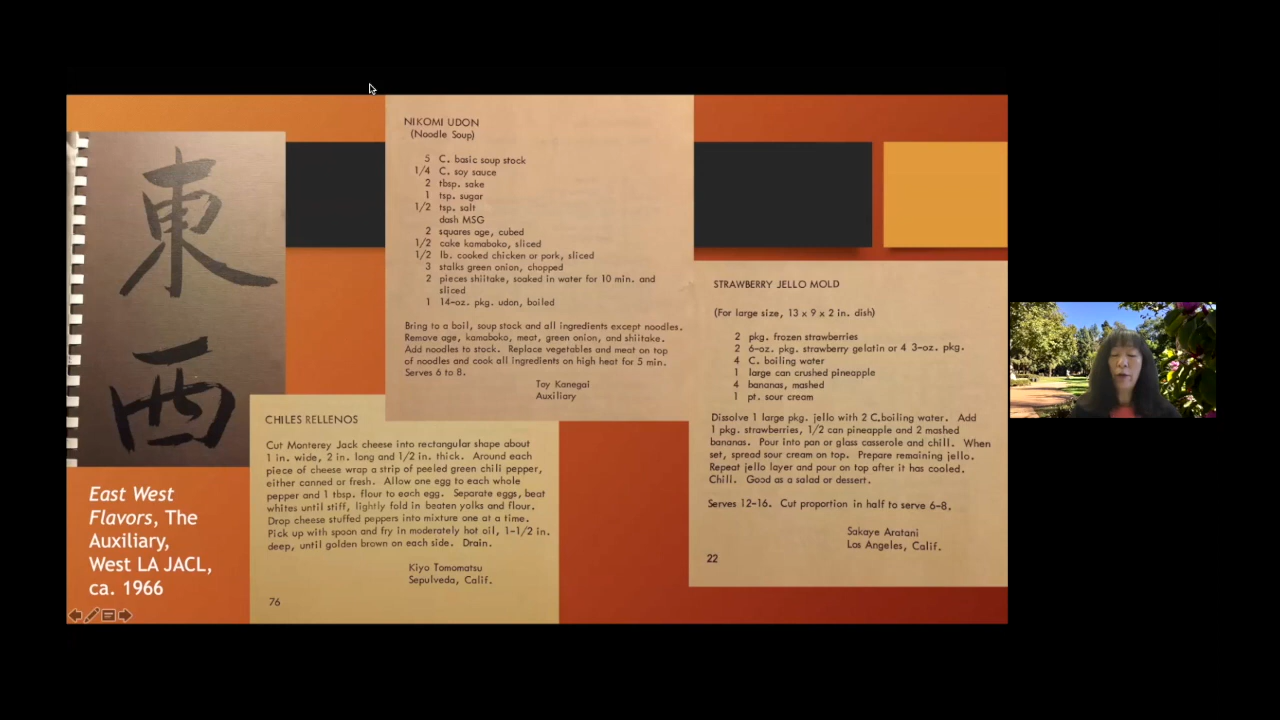 東
西
East West
Flavors, The
Auxiliary,
West LA JACL,
ca. 1966
NIKOMI UDON
(Noodle Soup)
5 C. basic soup stock
1/4 C. soy sauce
2 tbsp. sake
1 tsp. sugar
1/2 tsp. salt
dash MSG
2 squares age, cubed
1/2 cake kamaboko, sliced
1/2 lb. cooked chicken or pork, sliced
3 stalks green onion, chopped
2 pieces shiitake, soaked in water for 10 min. and
sliced
1 14-oz. pkg. udon, boiled
Bring to a boil, soup stock and all ingredients except noodles.
Remove age, kamaboko, meat, green onion, and shiitake.
Add noodles to stock. Replace vegetables and meat on top
of noodles and cook all ingredients on high heat for 5 min.
Serves 6 to 8.
Toy Kanegai
Auxiliary
CHILES RELLENOS
Cut Monterey Jack cheese into rectangular shape about
1 in. wide, 2 in. long and 1/2 in. thick. Around each
piece of cheese wrap a strip of peeled green chili pepper,
either canned or fresh. Allow one egg to each whole
pepper and 1 tbsp. flour to each egg. Separate eggs, beat
whites until stiff, lightly fold in beaten yolks and flour.
Drop cheese stuffed peppers into mixture one at a time.
Pick up with spoon and fry in moderately hot oil, 1-1/2 in.
deep, until golden brown on each side. Drain.
Kiyo Tomomatsu
Sepulveda, Calif.
76
STRAWBERRY JELLO MOLD
(For large size, 13 x 9 x 2 in. dish)
2 pkg. frozen strawberries
2 6-oz. pkg. strawberry gelatin or 4 3-oz. pkg.
4 C. boiling water
1 large can crushed pineapple
4 bananas, mashed
1 pt. sour cream
Dissolve 1 large pkg. jello with 2 C.boiling water. Add
1 pkg. strawberries, 1/2 can pineapple and 2 mashed
bananas. Pour into pan or glass casserole and chill. When
set, spread sour cream on top. Prepare remaining jello.
Repeat jello layer and pour on top after it has cooled.
Chill. Good as a salad or dessert.
Serves 12-16. Cut proportion in half to serve 6-8.
Sakaye Aratani
Los Angeles, Calif.
22